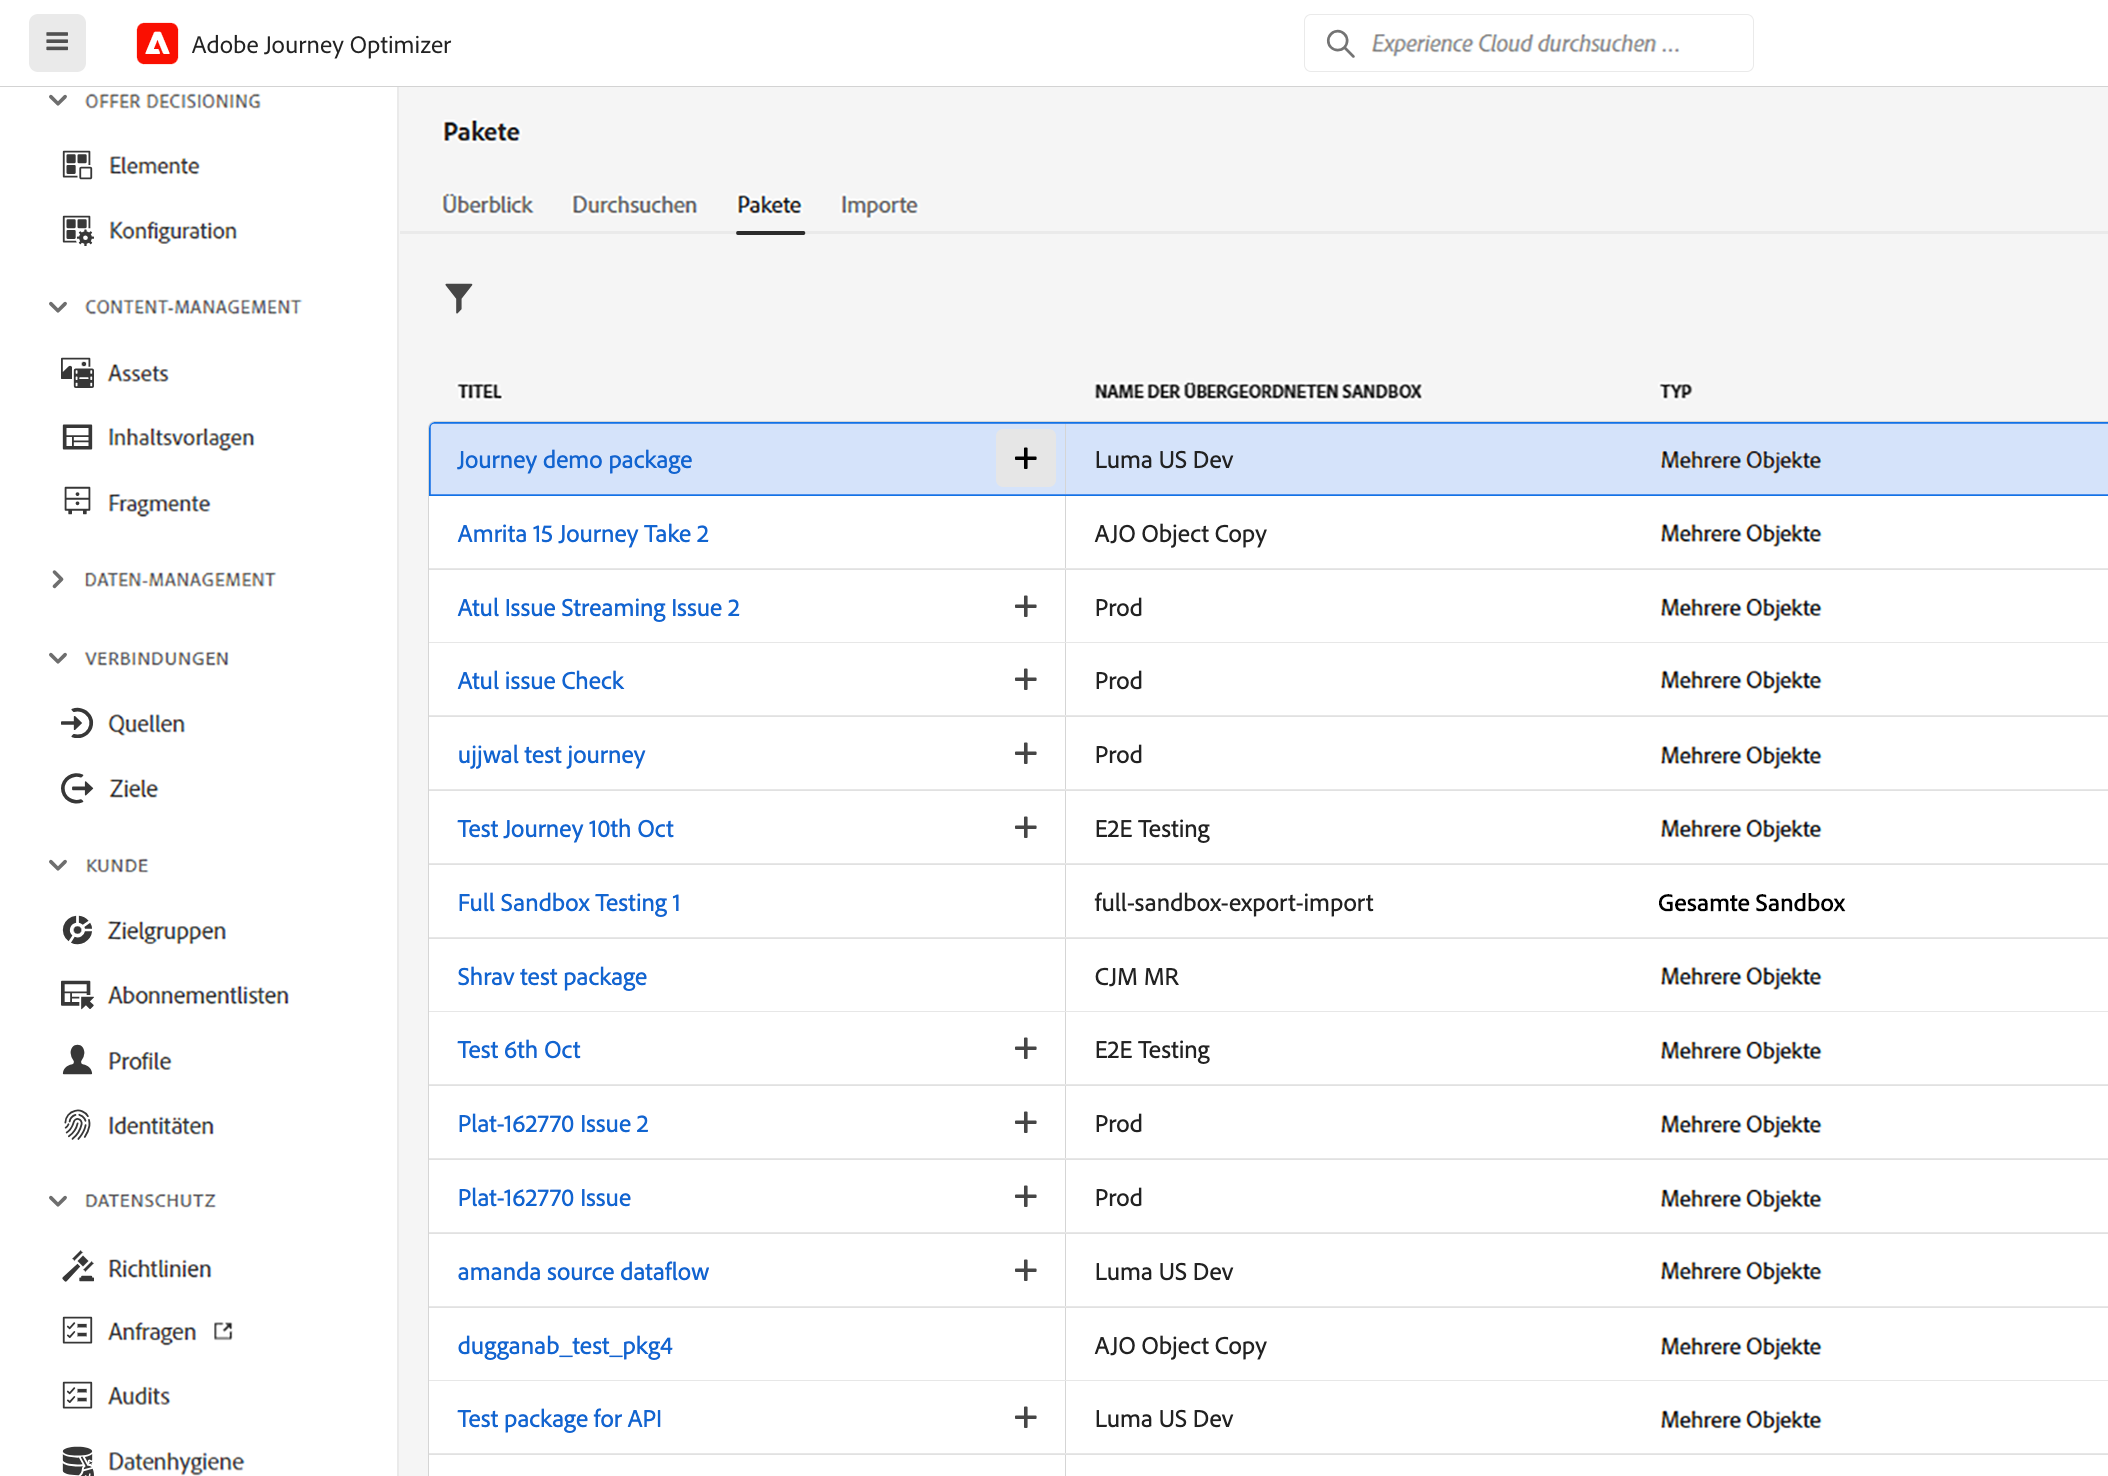 Adobe Journey Optimizer
Experience Cloud durchsuchen ...
OFFER DECISIONING
Elemente
Konfiguration
CONTENT-MANAGEMENT
Assets
Inhaltsvorlagen
Fragmente
DATEN-MANAGEMENT
VERBINDUNGEN
Quellen
Ziele
KUNDE
Zielgruppen
Abonnementlisten
Profile
Identitäten
DATENSCHUTZ
Richtlinien
Anfragen
Audits
Datenhygiene
Pakete
Überblick Durchsuchen Pakete Importe
TITEL NAME DER ÜBERGEORDNETEN SANDBOX TYP
Journey demo package + Luma US Dev Mehrere Objekte
Amrita 15 Journey Take 2 AJO Object Copy Mehrere Objekte
Atul Issue Streaming Issue 2 + Prod Mehrere Objekte
Atul issue Check + Prod Mehrere Objekte
ujjwal test journey + Prod Mehrere Objekte
Test Journey 10th Oct + E2E Testing Mehrere Objekte
Full Sandbox Testing 1 full-sandbox-export-import Gesamte Sandbox
Shrav test package CJM MR Mehrere Objekte
Test 6th Oct + E2E Testing Mehrere Objekte
Plat-162770 Issue 2 + Prod Mehrere Objekte
Plat-162770 Issue + Prod Mehrere Objekte
amanda source dataflow + Luma US Dev Mehrere Objekte
dugganab_test_pkg4 AJO Object Copy Mehrere Objekte
Test package for API + Luma US Dev Mehrere Objekte